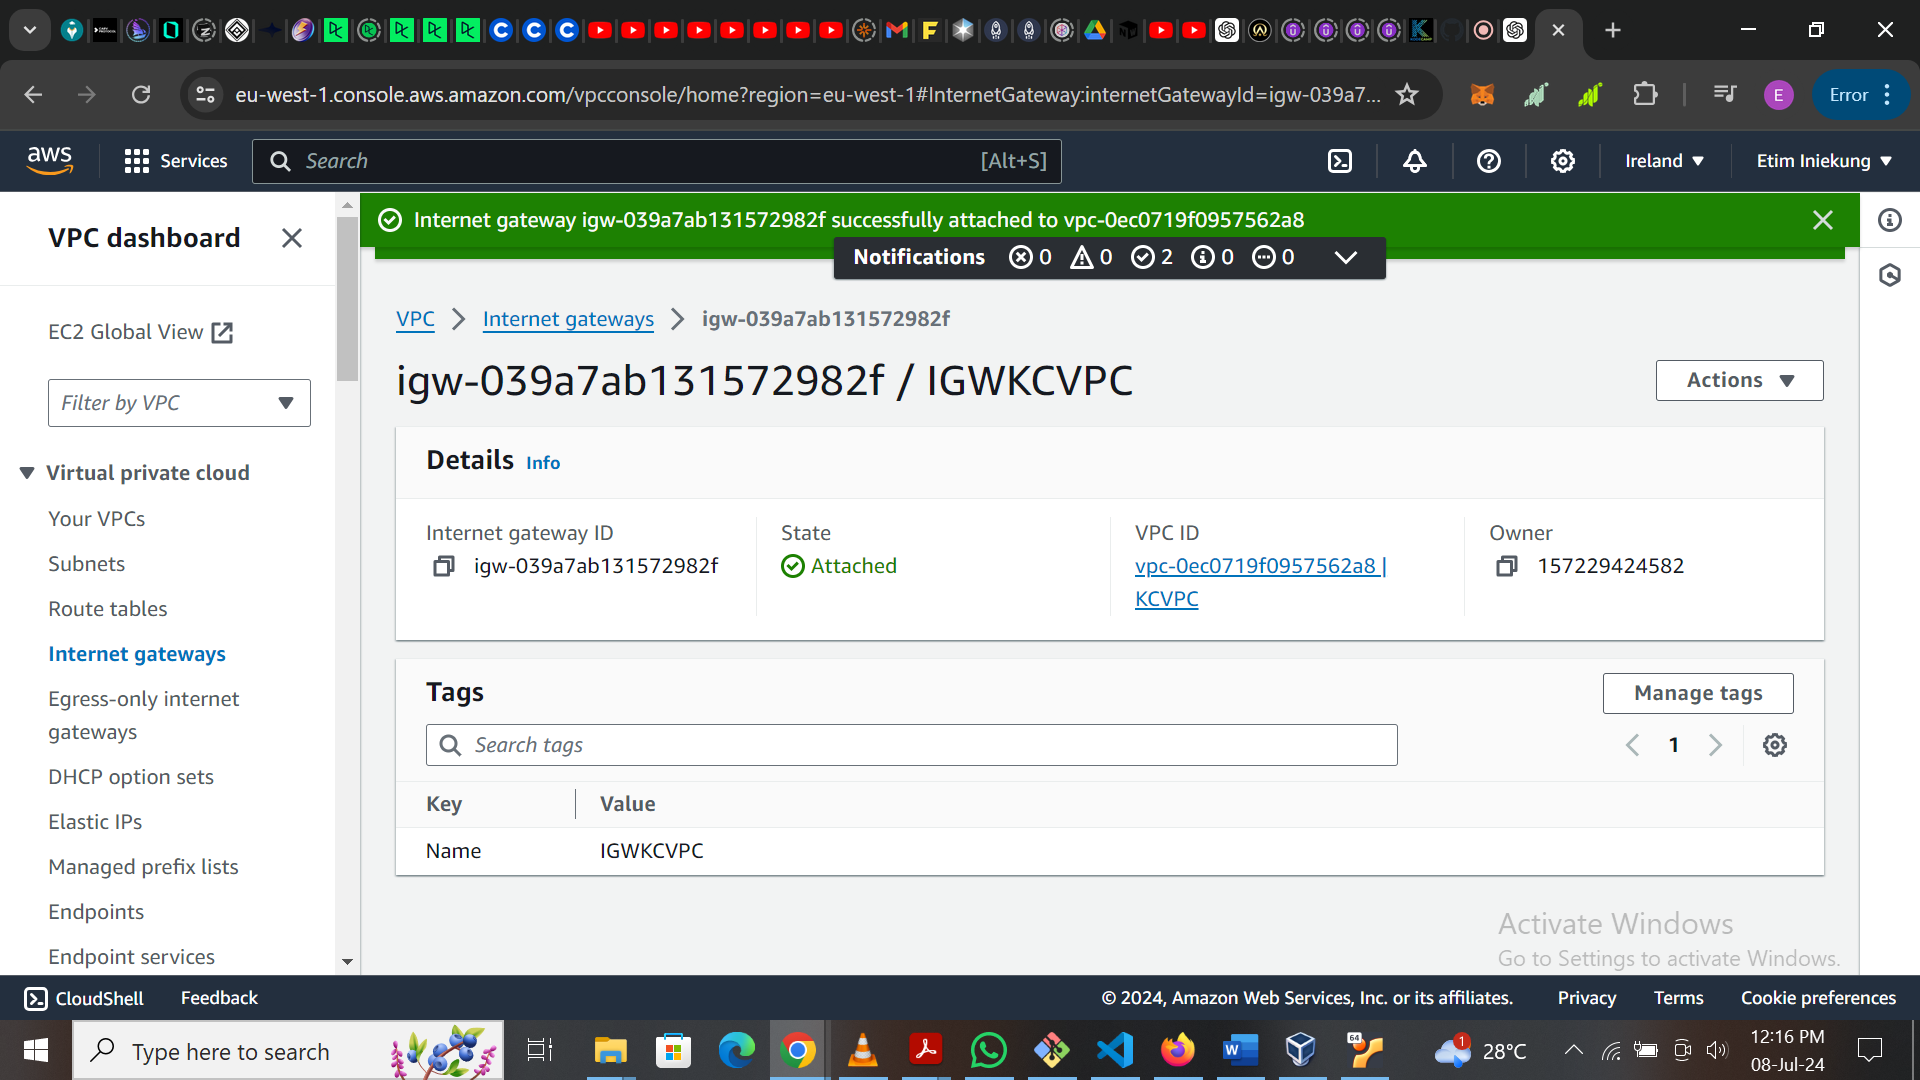 eu-west-1.console.aws.amazon.com/vpcconsole/home?region=eu-west-1#InternetGateway:internetGatewayId=igw-039a7...
E
Error
aws
Services
Search
[Alt+S]
Ireland
Etim Iniekung
VPC dashboard
Internet gateway igw-039a7ab131572982f successfully attached to vpc-0ec0719f0957562a8
Notifications 0 0 2 0 0
VPC
Internet gateways
igw-039a7ab131572982f
EC2 Global View
igw-039a7ab131572982f / IGWKCVPC
Actions
Filter by VPC
Details Info
Virtual private cloud
Your VPCs
Subnets
Route tables
Internet gateways
Egress-only internet
gateways
DHCP option sets
Elastic IPs
Managed prefix lists
Endpoints
Endpoint services
Internet gateway ID
igw-039a7ab131572982f
State
Attached
VPC ID
vpc-0ec0719f0957562a8 |
KCVPC
Owner
157229424582
Tags
Manage tags
Search tags
1
Key
Value
Name
IGWKCVPC
Activate Windows
Go to Settings to activate Windows.
CloudShell
Feedback
© 2024, Amazon Web Services, Inc. or its affiliates.
Privacy
Terms
Cookie preferences
Type here to search
64
1
28°C
12:16 PM
08-Jul-24